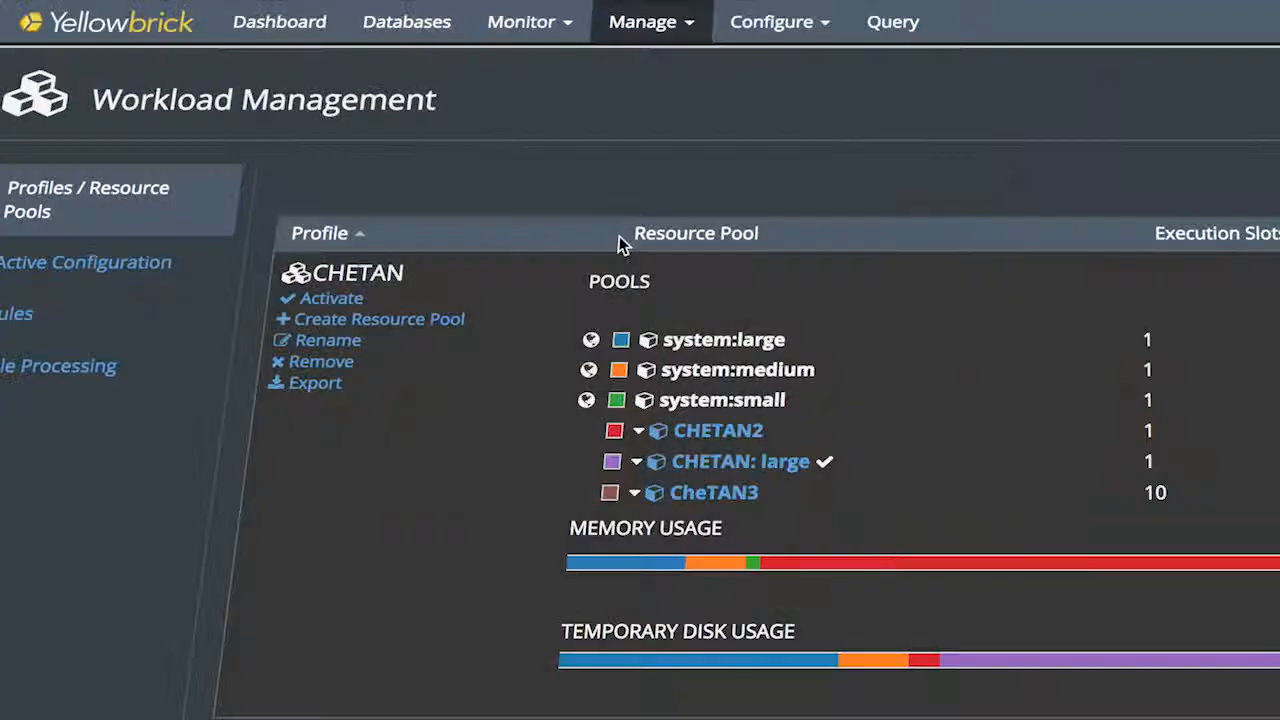 Yellowbrick Dashboard Databases Monitor Manage Configure Query
Workload Management
Profiles / Resource
Pools
Active Configuration
ules
le Processing
Profile Resource Pool Execution Slots
CHETAN
Activate
Create Resource Pool
Rename
Remove
Export
POOLS
system:large 1
system:medium 1
system:small 1
CHETAN2 1
CHETAN: large 1
CheTAN3 10
MEMORY USAGE
TEMPORARY DISK USAGE